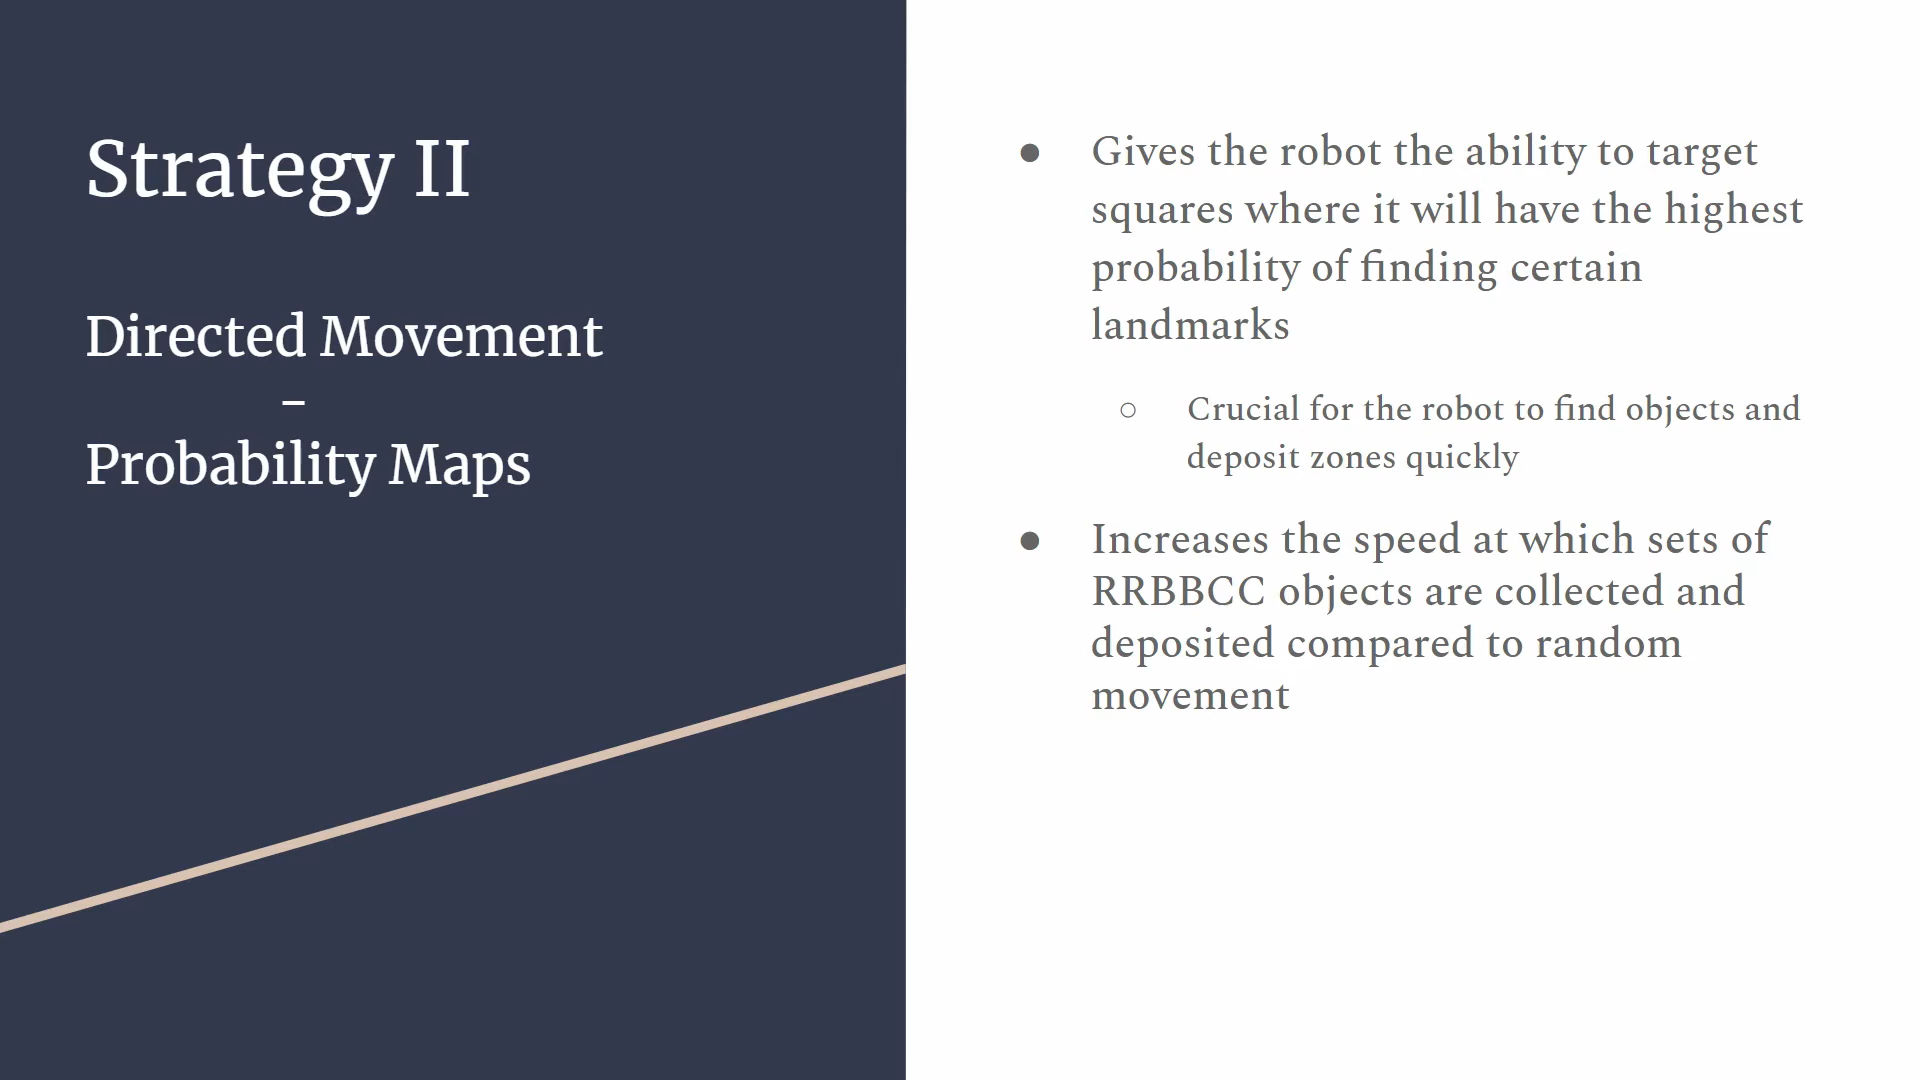 Strategy II
Directed Movement
-
Probability Maps
● Gives the robot the ability to target
squares where it will have the highest
probability of finding certain
landmarks
○ Crucial for the robot to find objects and
deposit zones quickly
● Increases the speed at which sets of
RRBBCC objects are collected and
deposited compared to random
movement